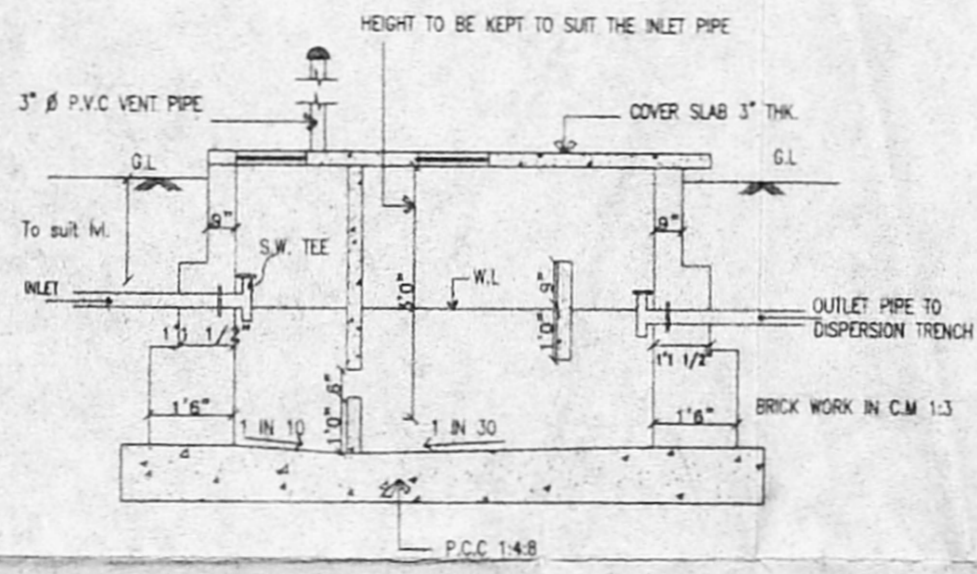 HEIGHT TO BE KEPT TO SUIT THE INLET PIPE
3" Ø P.V.C VENT PIPE
COVER SLAB 3" THK.
G.L
G.L
To suit lvl.
9"
9"
S.W. TEE
INLET
W.L
9"
1'0"
OUTLET PIPE TO
DISPERSION TRENCH
1'1 1/2"
1'1 1/2"
6"
1'0"
1'6"
1'6"
BRICK WORK IN C.M 1:3
1 IN 10
1 IN 30
P.C.C 1:4:8